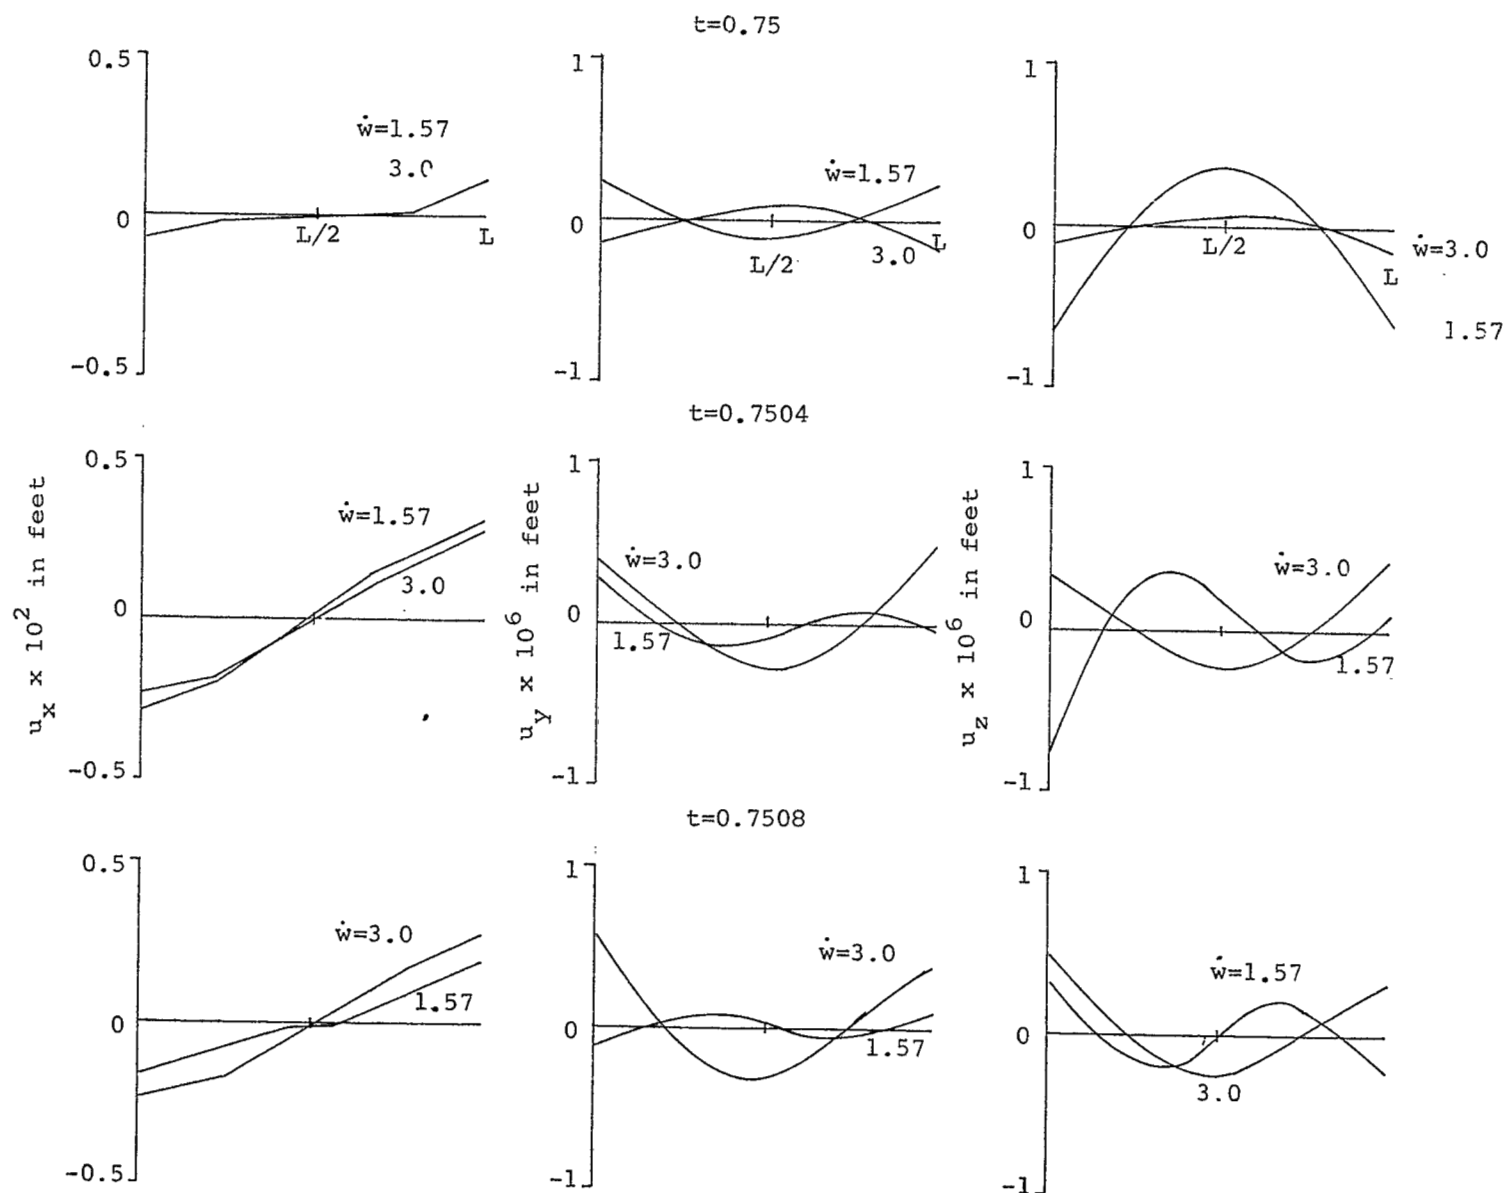 t=0.75
0.5
ẇ=1.57
3.0
0
L/2
L
-0.5
1
ẇ=1.57
0
L/2
3.0
L
-1
1
0
L/2
L
ẇ=3.0
1.57
-1
t=0.7504
u_x x 10^2 in feet
0.5
ẇ=1.57
3.0
0
-0.5
u_y x 10^6 in feet
1
ẇ=3.0
0
1.57
-1
u_z x 10^6 in feet
1
ẇ=3.0
0
1.57
-1
t=0.7508
0.5
ẇ=3.0
1.57
0
-0.5
1
ẇ=3.0
0
1.57
-1
1
ẇ=1.57
0
3.0
-1